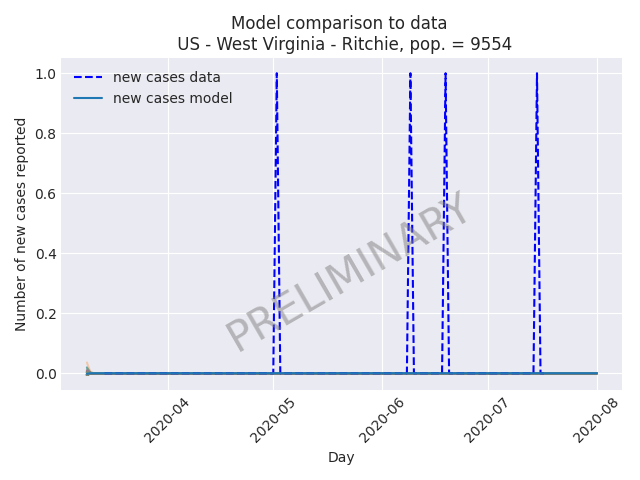 Model comparison to data
US - West Virginia - Ritchie, pop. = 9554
new cases data
new cases model
1.0
0.8
0.6
0.4
0.2
0.0
Number of new cases reported
PRELIMINARY
2020-04
2020-05
2020-06
2020-07
2020-08
Day